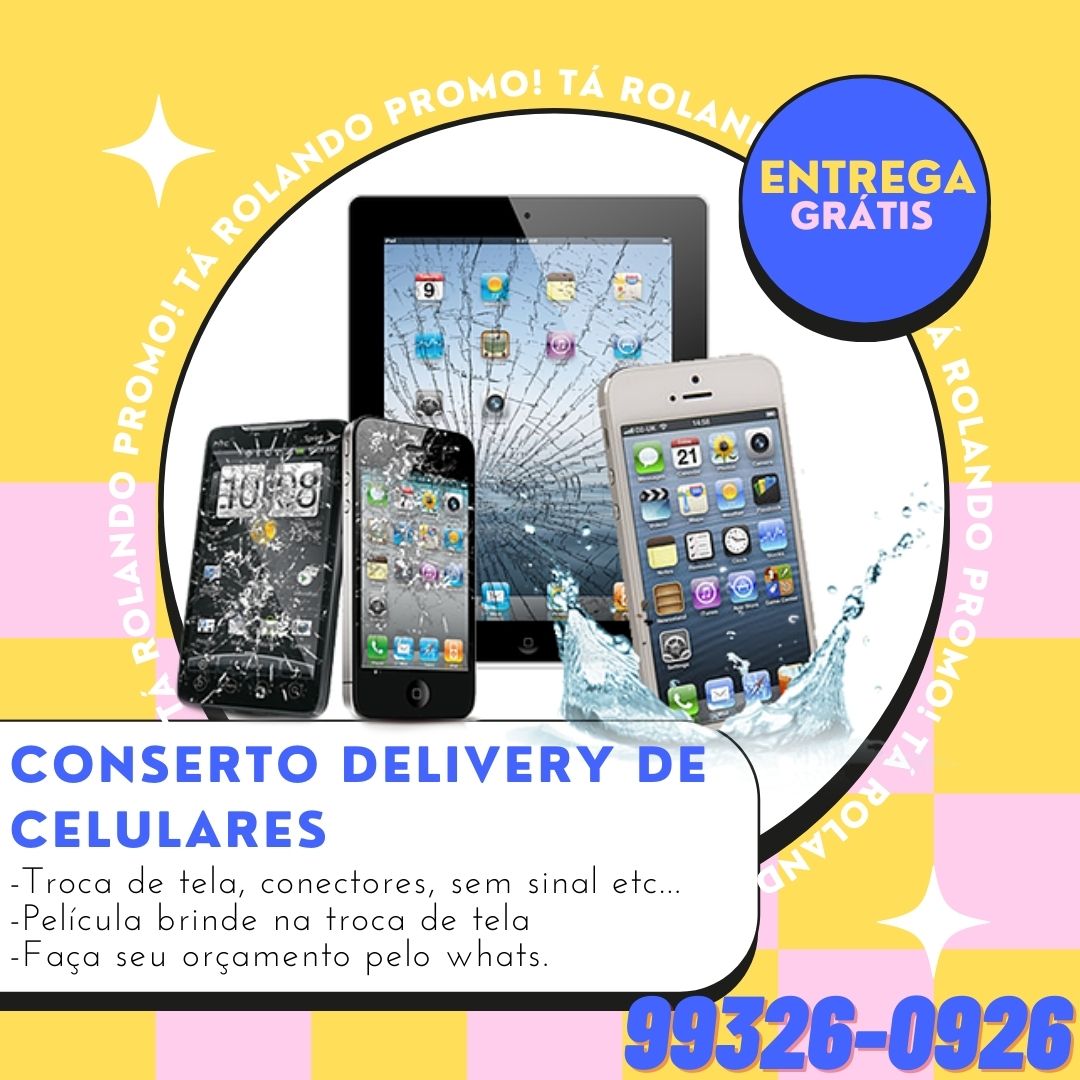 TÁ ROLANDO PROMO! TÁ ROLANDO PROMO! TÁ ROLAN
Á ROLANDO PROMO! TÁ ROLAND
ENTREGA
GRÁTIS
CONSERTO DELIVERY DE
CELULARES
-Troca de tela, conectores, sem sinal etc...
-Película brinde na troca de tela
-Faça seu orçamento pelo whats.
99326-0926